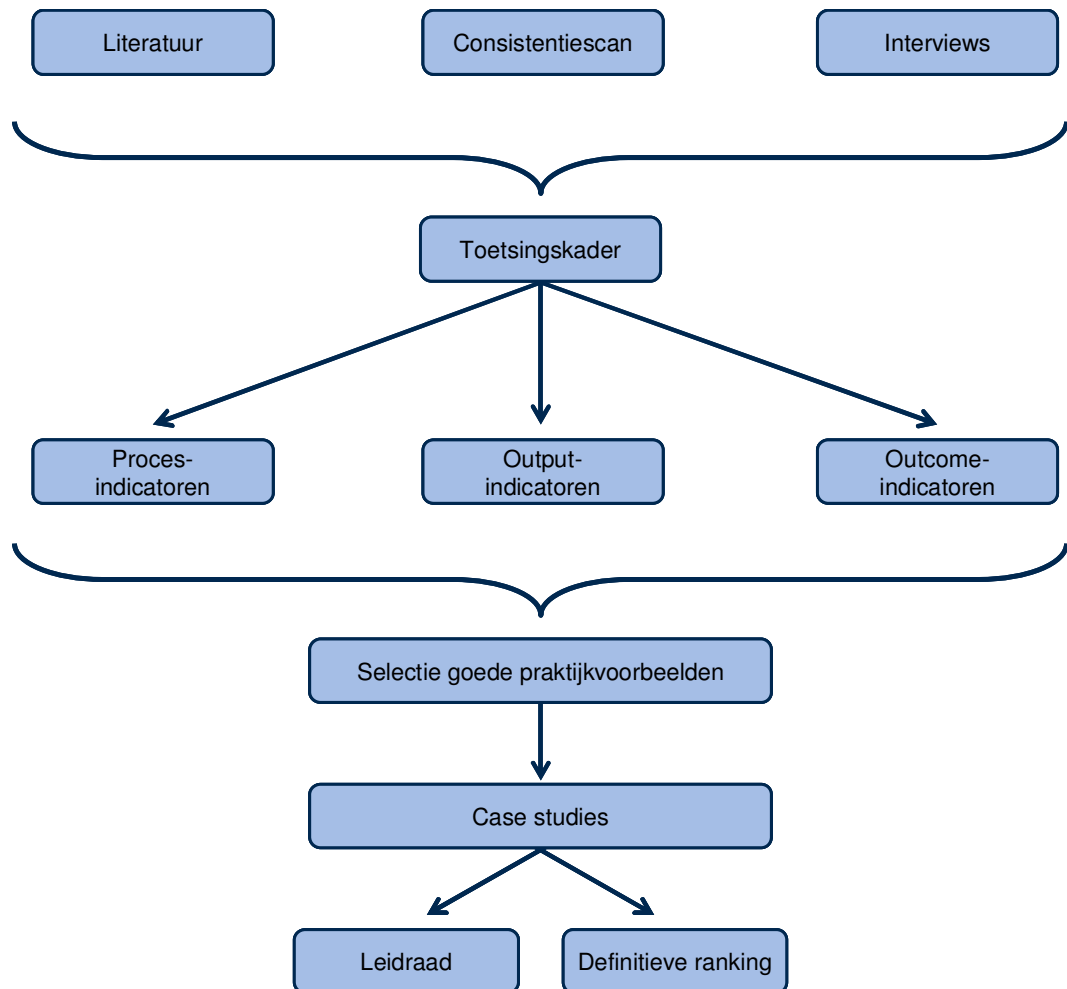 Literatuur
Consistentiescan
Interviews
Toetsingskader
Proces-
indicatoren
Output-
indicatoren
Outcome-
indicatoren
Selectie goede praktijkvoorbeelden
Case studies
Leidraad
Definitieve ranking